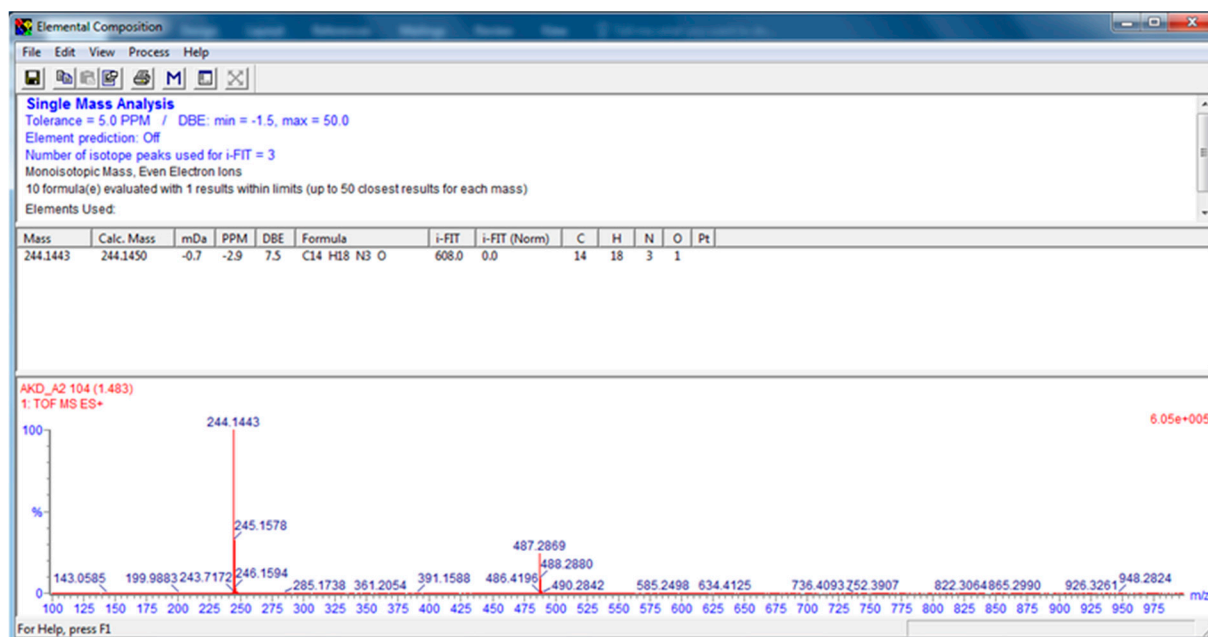 Elemental Composition
File Edit View Process Help
M
Single Mass Analysis
Tolerance = 5.0 PPM / DBE: min = -1.5, max = 50.0
Element prediction: Off
Number of isotope peaks used for i-FIT = 3
Monoisotopic Mass, Even Electron Ions
10 formula(e) evaluated with 1 results within limits (up to 50 closest results for each mass)
Elements Used:
Mass Calc. Mass mDa PPM DBE Formula i-FIT i-FIT (Norm) C H N O Pt
244.1443 244.1450 -0.7 -2.9 7.5 C14 H18 N3 O 608.0 0.0 14 18 3 1
AKD_A2 104 (1.483)
1: TOF MS ES+
6.05e+005
244.1443
100
%
0
245.1578
487.2869
488.2880
143.0585 199.9883 243.7172 246.1594 285.1738 361.2054 391.1588 486.4196 490.2842 585.2498 634.4125 736.4093 752.3907 822.3064 865.2990 926.3261 948.2824
100 125 150 175 200 225 250 275 300 325 350 375 400 425 450 475 500 525 550 575 600 625 650 675 700 725 750 775 800 825 850 875 900 925 950 975 m/z
For Help, press F1